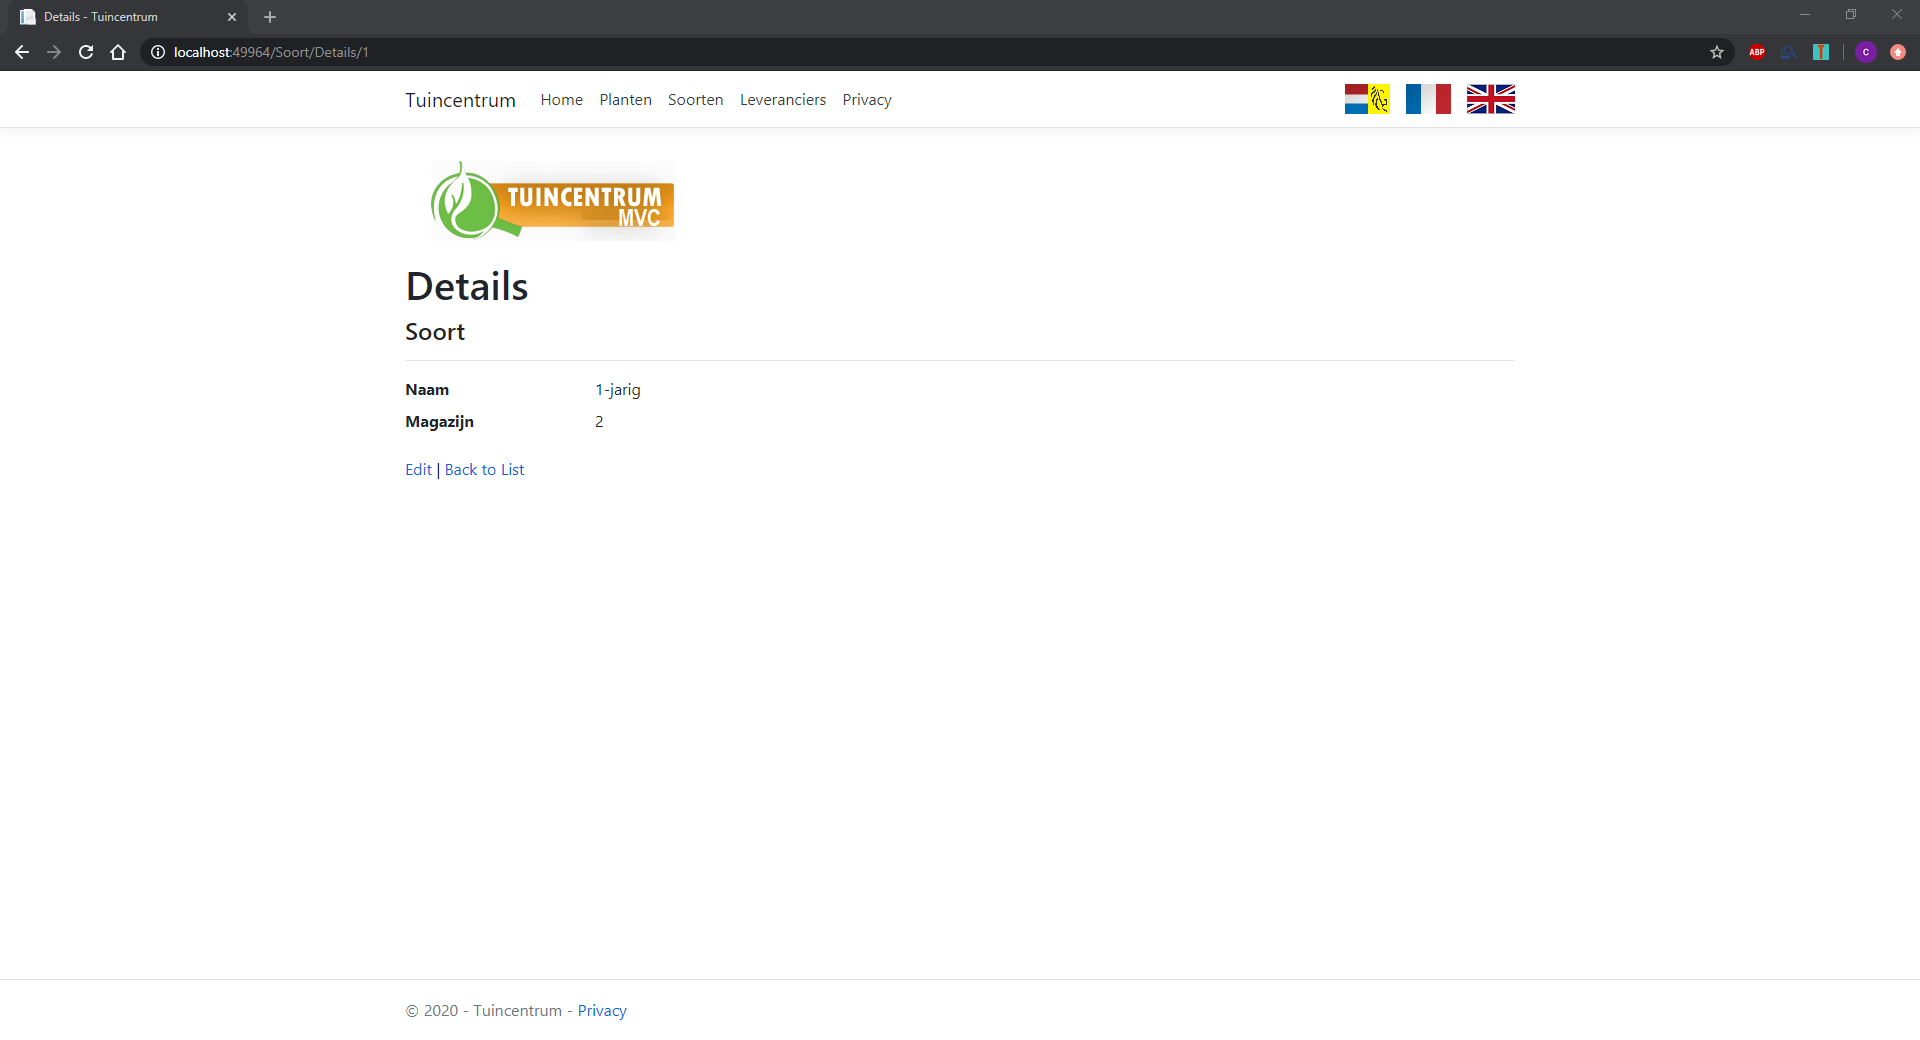 Details - Tuincentrum
localhost:49964/Soort/Details/1
ABP
T
C
Tuincentrum Home Planten Soorten Leveranciers Privacy
TUINCENTRUM
MVC
Details
Soort
Naam 1-jarig
Magazijn 2
Edit | Back to List
© 2020 - Tuincentrum - Privacy